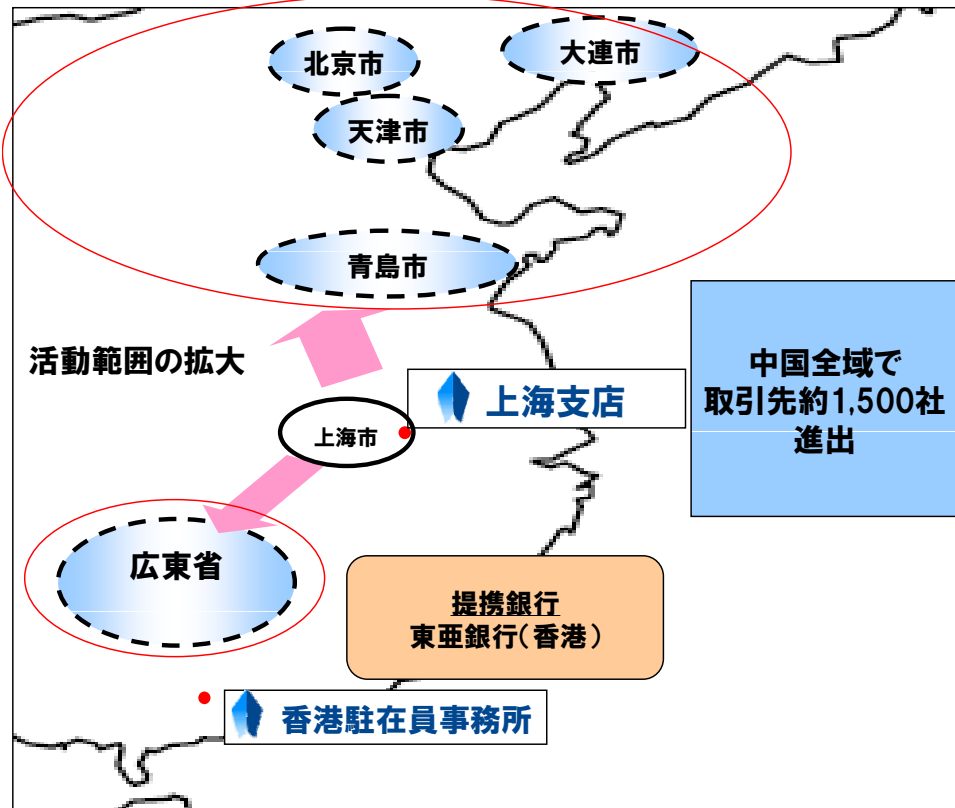 北京市
大連市
天津市
青島市
活動範囲の拡大
上海支店
上海市
中国全域で
取引先約1,500社
進出
広東省
提携銀行
東亜銀行(香港)
香港駐在員事務所